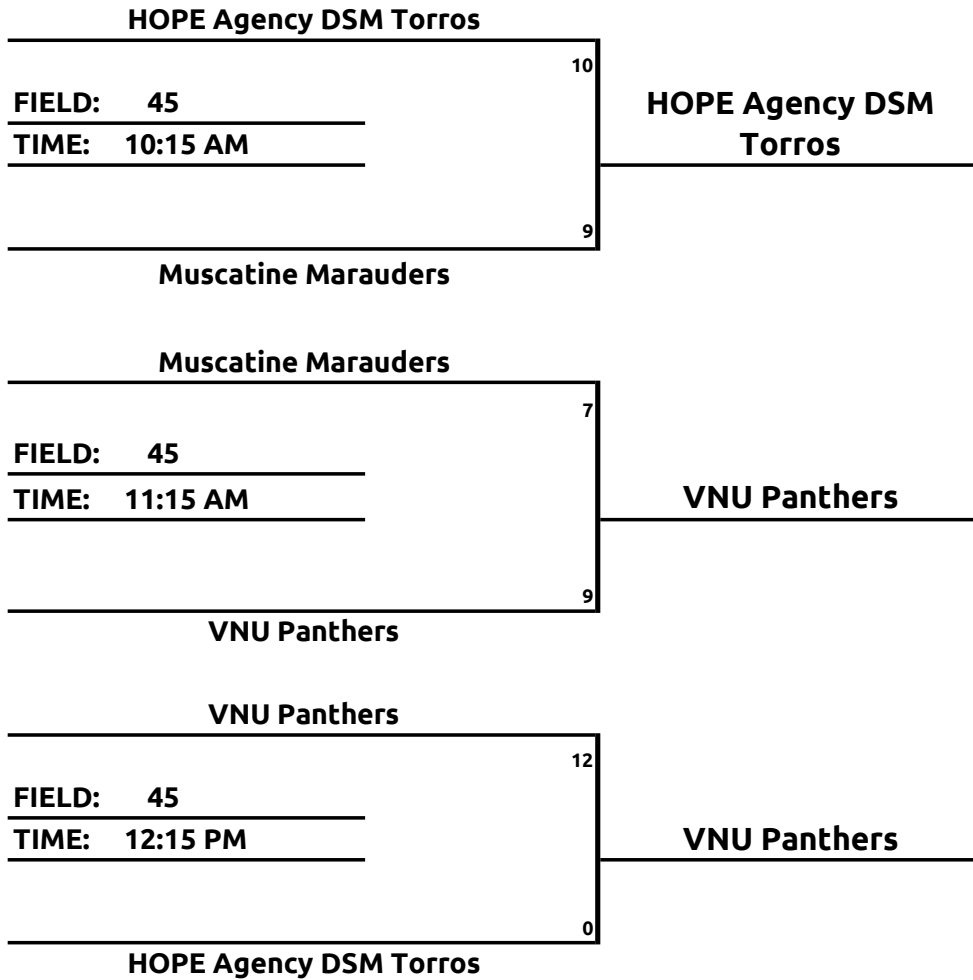 HOPE Agency DSM Torros
10
FIELD: 45
TIME: 10:15 AM
HOPE Agency DSM
Torros
9
Muscatine Marauders
Muscatine Marauders
7
FIELD: 45
TIME: 11:15 AM
VNU Panthers
9
VNU Panthers
VNU Panthers
12
FIELD: 45
TIME: 12:15 PM
VNU Panthers
0
HOPE Agency DSM Torros